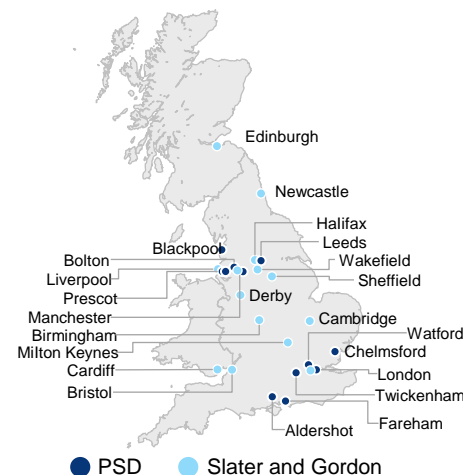 Edinburgh
Newcastle
Halifax
Leeds
Blackpool
Bolton
Wakefield
Liverpool
Sheffield
Prescot
Derby
Manchester
Cambridge
Birmingham
Watford
Milton Keynes
Chelmsford
Cardiff
London
Bristol
Twickenham
Fareham
Aldershot
PSD Slater and Gordon